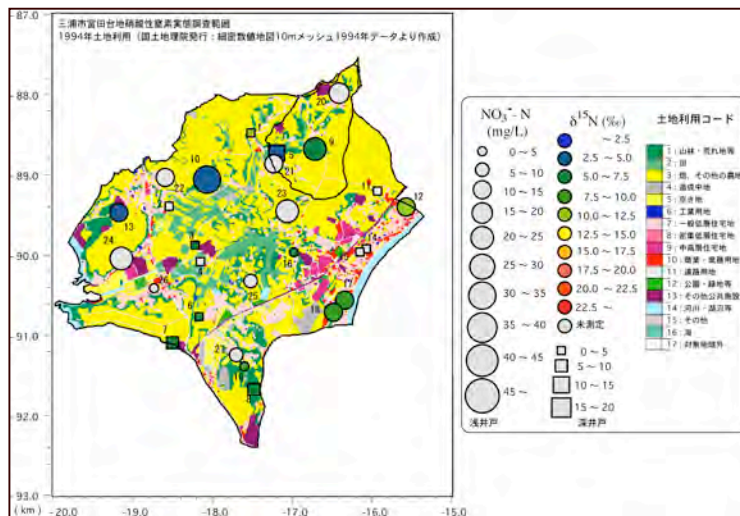 三浦市宮田台地硝酸性窒素実態調査範囲
1994年土地利用（国土地理院発行：細密数値地図10mメッシュ1994年データより作成）
87.0
88.0
89.0
90.0
91.0
92.0
93.0
(km)
-20.0
-19.0
-18.0
-17.0
-16.0
-15.0
20
9
10
21
22
23
12
13
24
16
25
6
7
17
18
8
NO₃⁻-N
(mg/L)
0～5
5～10
10～15
15～20
20～25
25～30
30～35
35～40
40～45
45～
浅井戸
δ¹⁵N (‰)
～2.5
2.5～5.0
5.0～7.5
7.5～10.0
10.0～12.5
12.5～15.0
15.0～17.5
17.5～20.0
20.0～22.5
22.5～
未測定
0～5
5～10
10～15
15～20
深井戸
土地利用コード
1：山林・荒れ地等
2：田
3：畑、その他の農地
4：造成中地
5：空き地
6：工業用地
7：一般低層住宅地
8：密集低層住宅地
9：中高層住宅地
10：商業・業務用地
11：道路用地
12：公園・緑地等
13：その他公共施設
14：河川・湖沼等
15：その他
16：海
17：対象地域外